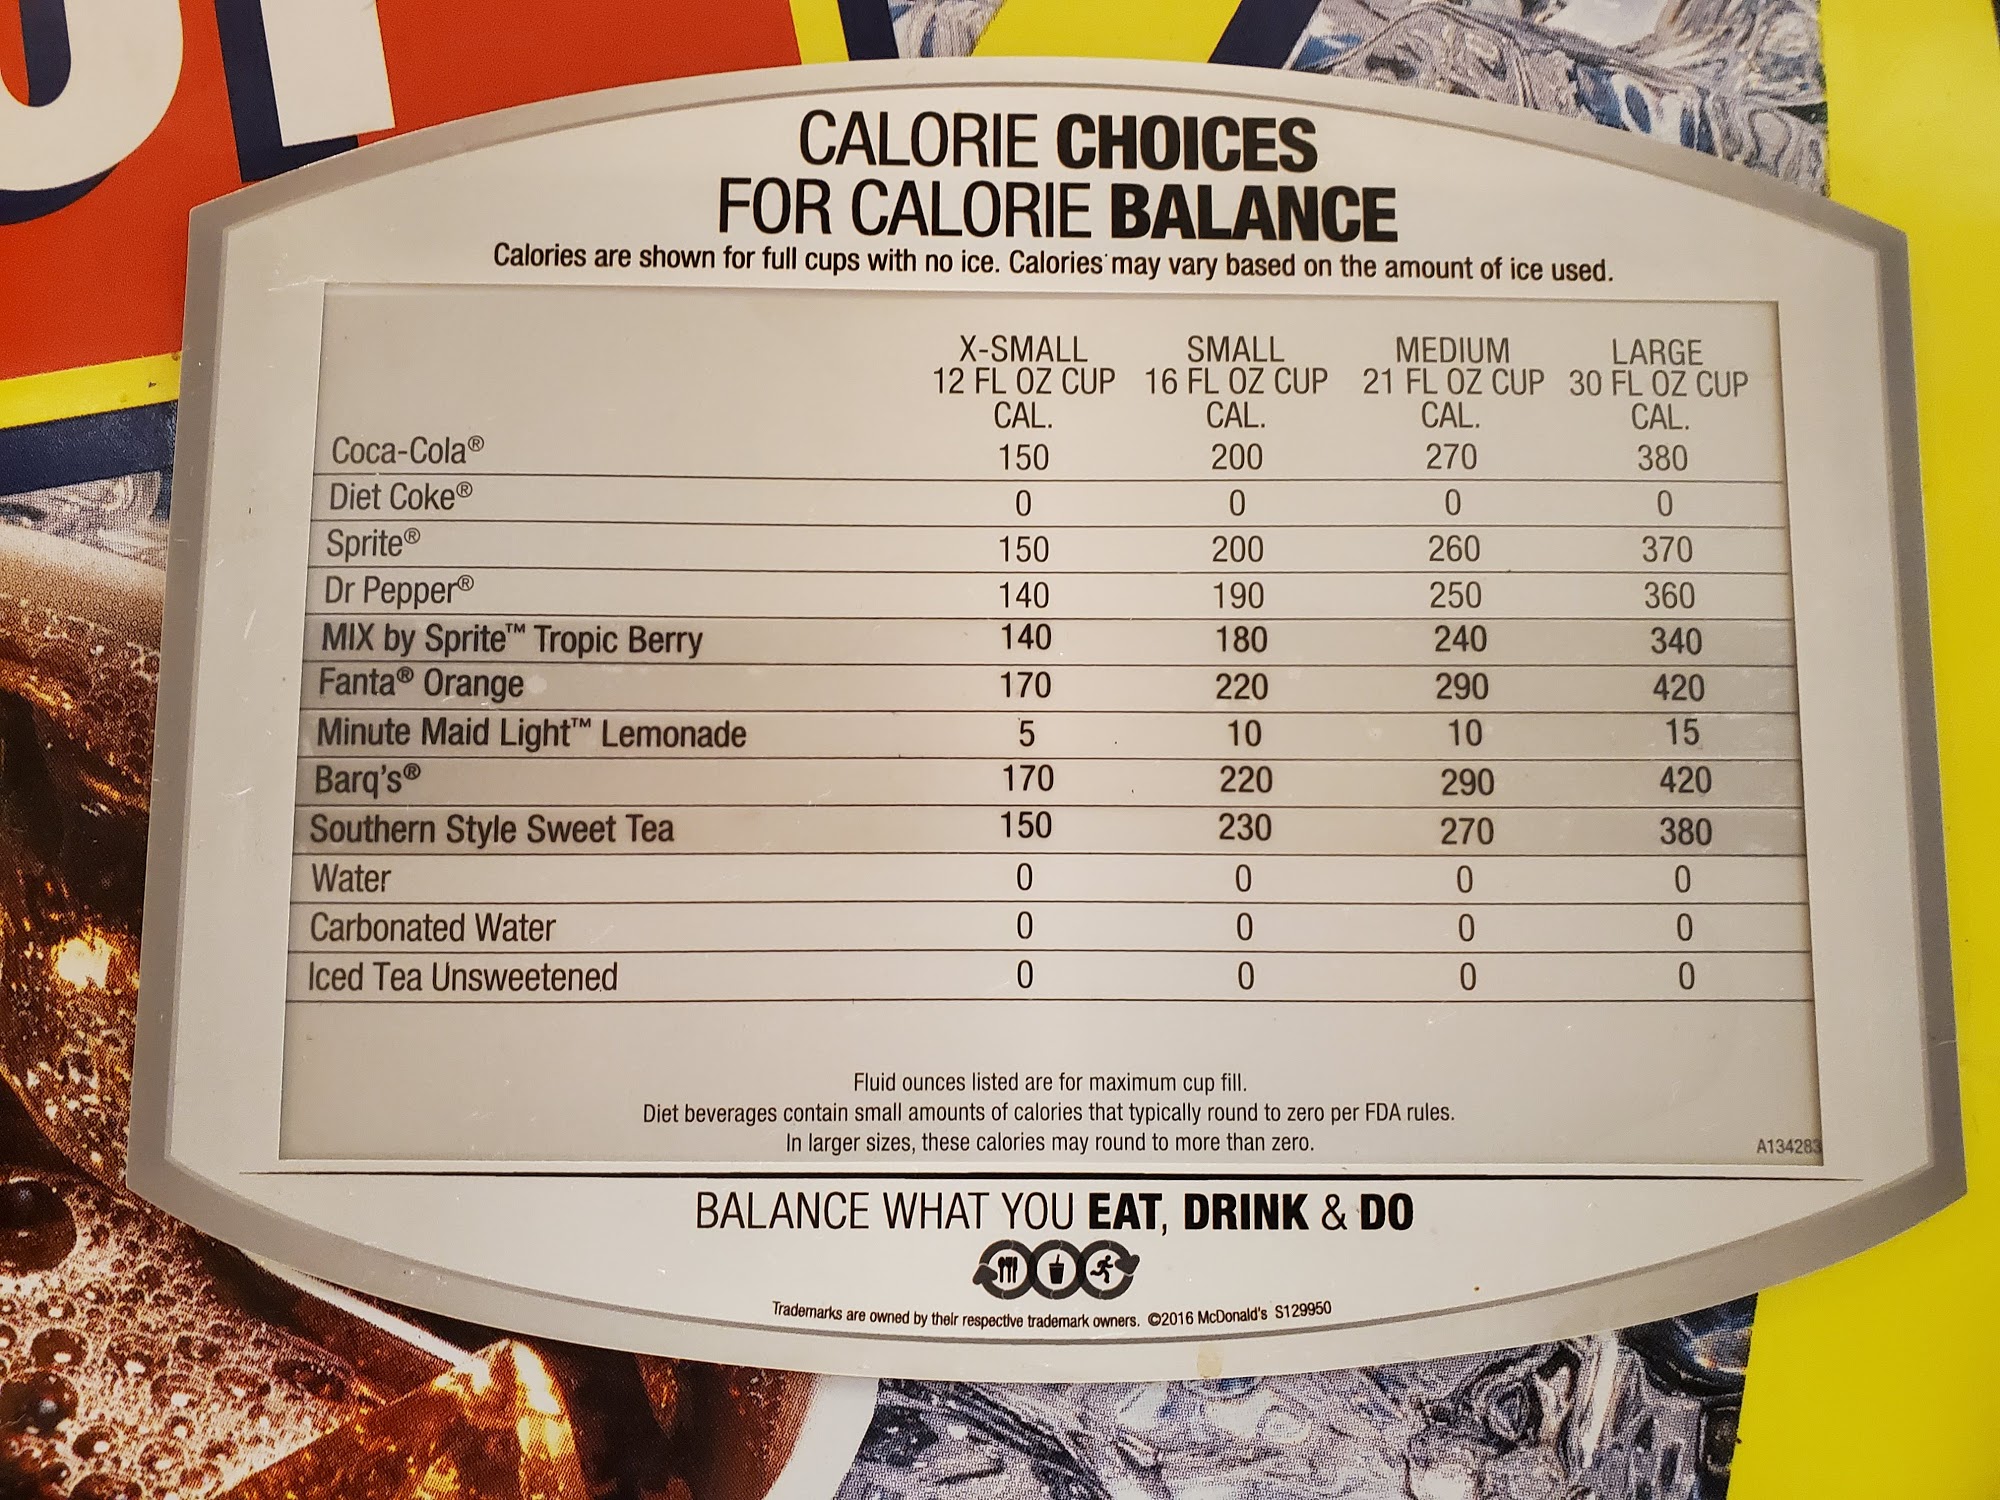 CALORIE CHOICES
FOR CALORIE BALANCE
Calories are shown for full cups with no ice. Calories may vary based on the amount of ice used.
X-SMALL SMALL MEDIUM LARGE
12 FL OZ CUP 16 FL OZ CUP 21 FL OZ CUP 30 FL OZ CUP
CAL. CAL. CAL. CAL.
Coca-Cola® 150 200 270 380
Diet Coke® 0 0 0 0
Sprite® 150 200 260 370
Dr Pepper® 140 190 250 360
MIX by Sprite™ Tropic Berry 140 180 240 340
Fanta® Orange 170 220 290 420
Minute Maid Light™ Lemonade 5 10 10 15
Barq's® 170 220 290 420
Southern Style Sweet Tea 150 230 270 380
Water 0 0 0 0
Carbonated Water 0 0 0 0
Iced Tea Unsweetened 0 0 0 0
Fluid ounces listed are for maximum cup fill.
Diet beverages contain small amounts of calories that typically round to zero per FDA rules.
In larger sizes, these calories may round to more than zero.
A134283
BALANCE WHAT YOU EAT, DRINK & DO
Trademarks are owned by their respective trademark owners. ©2016 McDonald's S129950